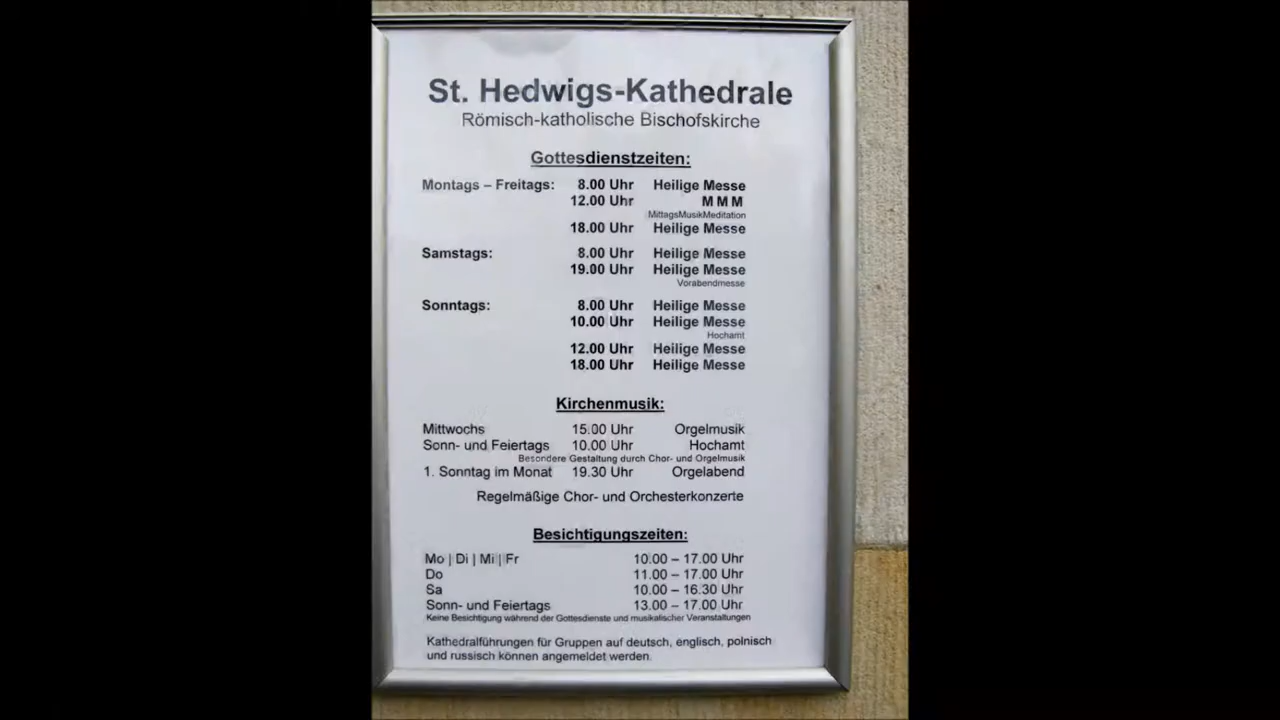 St. Hedwigs-Kathedrale
Römisch-katholische Bischofskirche
Gottesdienstzeiten:
Montags – Freitags: 8.00 Uhr Heilige Messe
12.00 Uhr M M M
MittagsMusikMeditation
18.00 Uhr Heilige Messe
Samstags: 8.00 Uhr Heilige Messe
19.00 Uhr Heilige Messe
Vorabendmesse
Sonntags: 8.00 Uhr Heilige Messe
10.00 Uhr Heilige Messe
Hochamt
12.00 Uhr Heilige Messe
18.00 Uhr Heilige Messe
Kirchenmusik:
Mittwochs 15.00 Uhr Orgelmusik
Sonn- und Feiertags 10.00 Uhr Hochamt
Besondere Gestaltung durch Chor- und Orgelmusik
1. Sonntag im Monat 19.30 Uhr Orgelabend
Regelmäßige Chor- und Orchesterkonzerte
Besichtigungszeiten:
Mo | Di | Mi | Fr 10.00 – 17.00 Uhr
Do 11.00 – 17.00 Uhr
Sa 10.00 – 16.30 Uhr
Sonn- und Feiertags 13.00 – 17.00 Uhr
Keine Besichtigung während der Gottesdienste und musikalischer Veranstaltungen
Kathedralführungen für Gruppen auf deutsch, englisch, polnisch
und russisch können angemeldet werden.